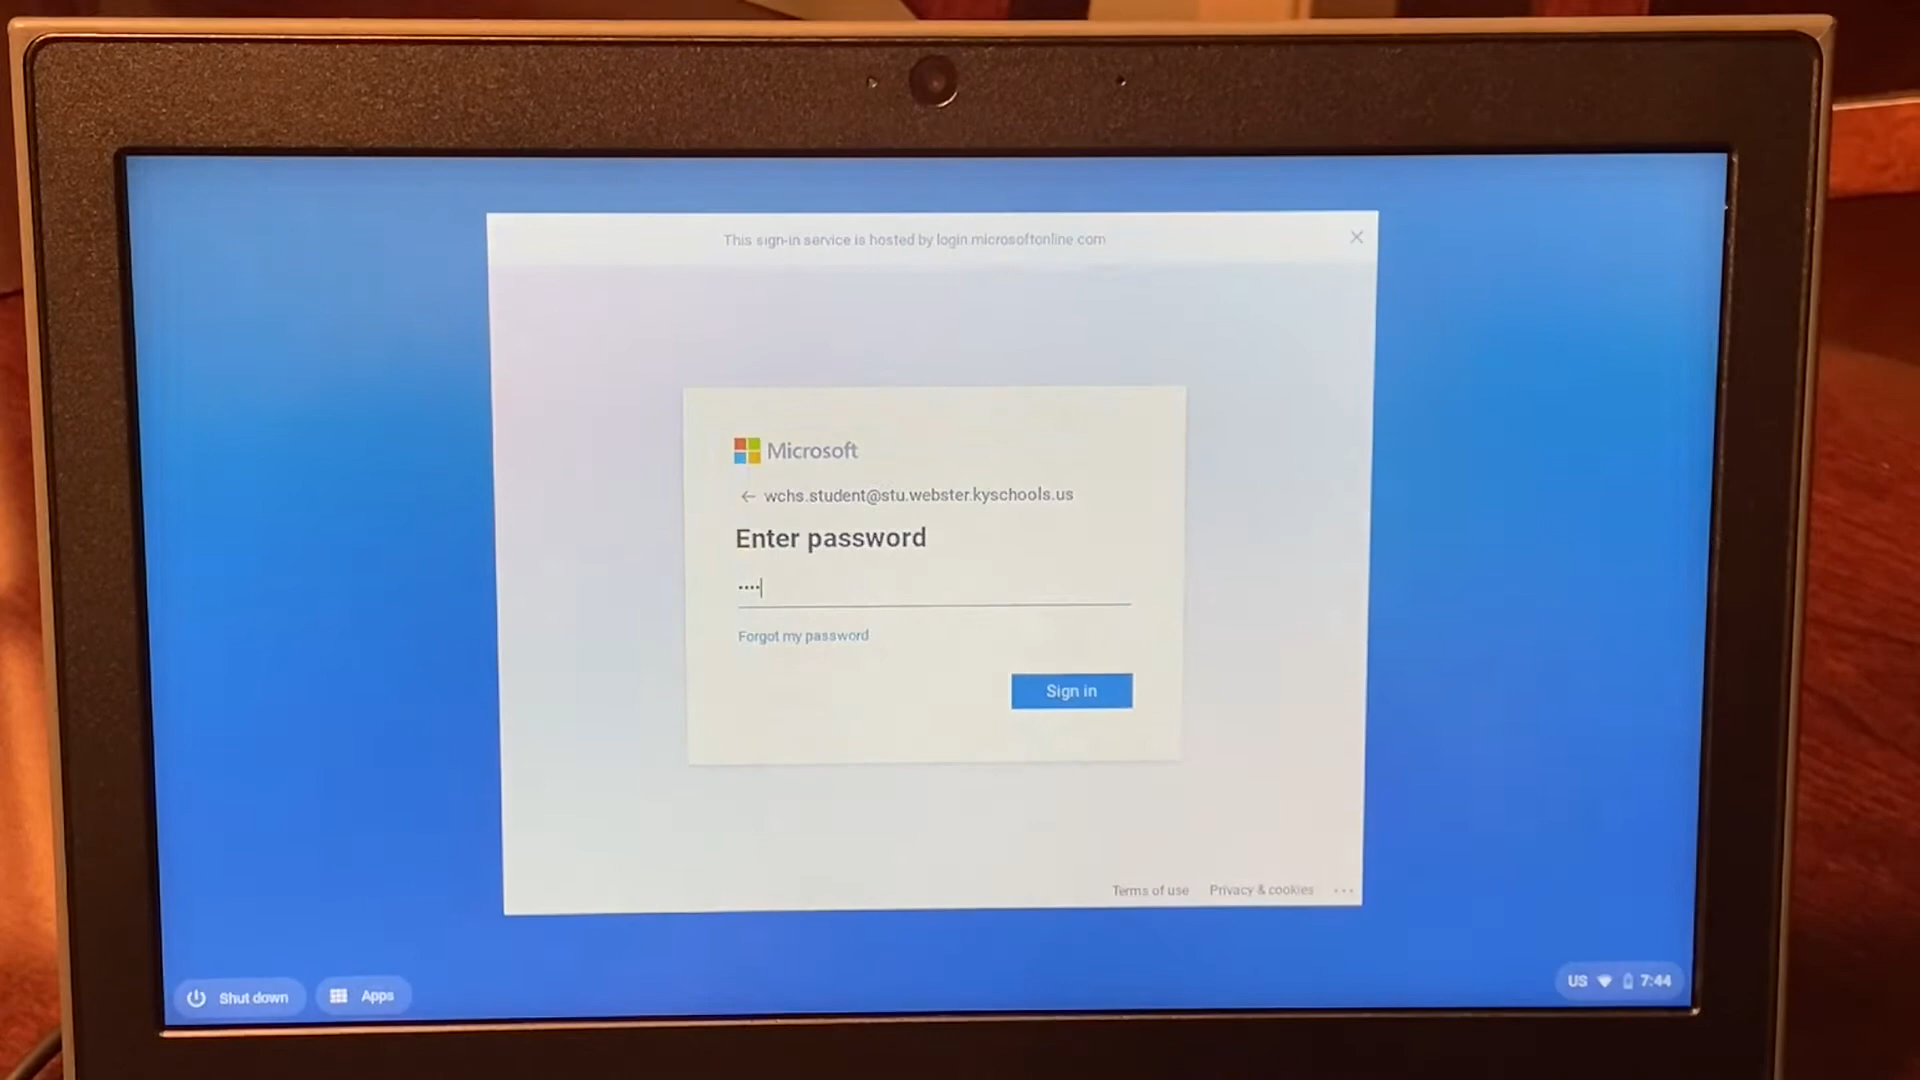 This sign-in service is hosted by login.microsoftonline.com
Microsoft
wchs.student@stu.webster.kyschools.us
Enter password
Forgot my password
Sign in
Terms of use Privacy & cookies
Shut down Apps US 7:44